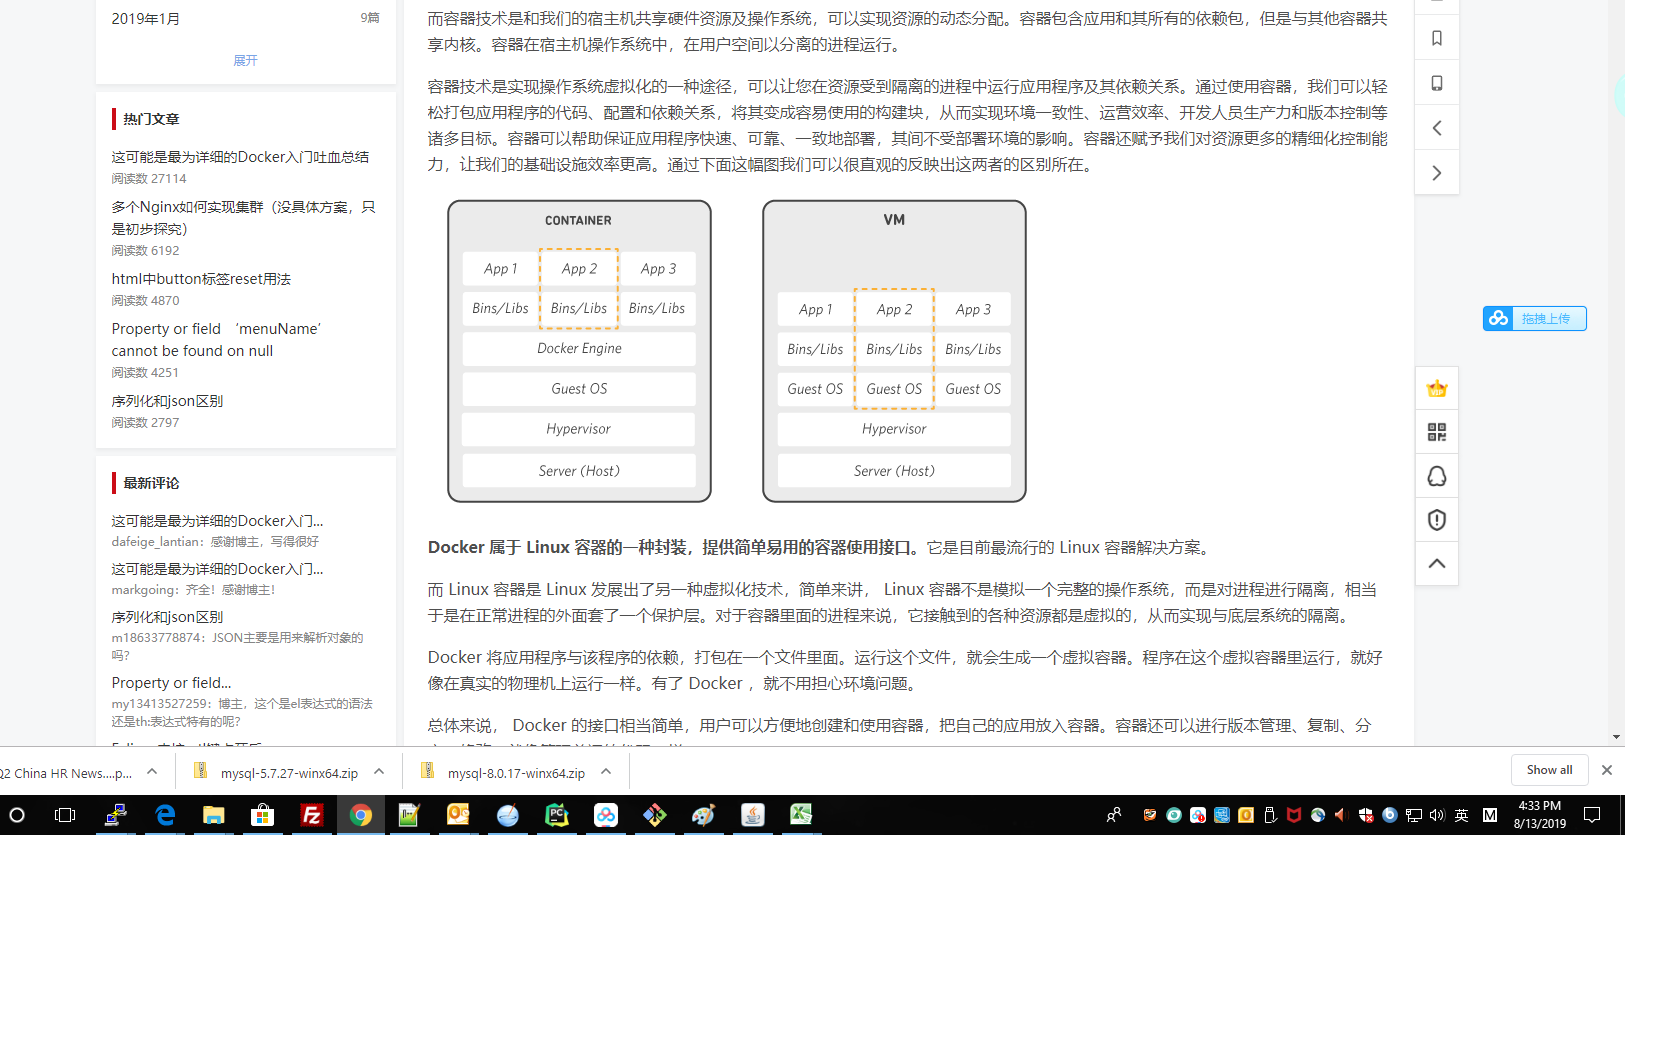 2019年1月 9篇
展开
热门文章
这可能是最为详细的Docker入门吐血总结
阅读数 27114
多个Nginx如何实现集群（没具体方案，只
是初步探究）
阅读数 6192
html中button标签reset用法
阅读数 4870
Property or field ‘menuName’
cannot be found on null
阅读数 4251
序列化和json区别
阅读数 2797
最新评论
这可能是最为详细的Docker入门...
dafeige_lantian：感谢博主，写得很好
这可能是最为详细的Docker入门...
markgoing：齐全！感谢博主！
序列化和json区别
m18633778874：JSON主要是用来解析对象的
吗？
Property or field...
my13413527259：博主，这个是el表达式的语法
还是th:表达式特有的呢？
而容器技术是和我们的宿主机共享硬件资源及操作系统，可以实现资源的动态分配。容器包含应用和其所有的依赖包，但是与其他容器共
享内核。容器在宿主机操作系统中，在用户空间以分离的进程运行。
容器技术是实现操作系统虚拟化的一种途径，可以让您在资源受到隔离的进程中运行应用程序及其依赖关系。通过使用容器，我们可以轻
松打包应用程序的代码、配置和依赖关系，将其变成容易使用的构建块，从而实现环境一致性、运营效率、开发人员生产力和版本控制等
诸多目标。容器可以帮助保证应用程序快速、可靠、一致地部署，其间不受部署环境的影响。容器还赋予我们对资源更多的精细化控制能
力，让我们的基础设施效率更高。通过下面这幅图我们可以很直观的反映出这两者的区别所在。
CONTAINER
App 1 App 2 App 3
Bins/Libs Bins/Libs Bins/Libs
Docker Engine
Guest OS
Hypervisor
Server (Host)
VM
App 1 App 2 App 3
Bins/Libs Bins/Libs Bins/Libs
Guest OS Guest OS Guest OS
Hypervisor
Server (Host)
Docker 属于 Linux 容器的一种封装，提供简单易用的容器使用接口。它是目前最流行的 Linux 容器解决方案。
而 Linux 容器是 Linux 发展出了另一种虚拟化技术，简单来讲， Linux 容器不是模拟一个完整的操作系统，而是对进程进行隔离，相当
于是在正常进程的外面套了一个保护层。对于容器里面的进程来说，它接触到的各种资源都是虚拟的，从而实现与底层系统的隔离。
Docker 将应用程序与该程序的依赖，打包在一个文件里面。运行这个文件，就会生成一个虚拟容器。程序在这个虚拟容器里运行，就好
像在真实的物理机上运行一样。有了 Docker ，就不用担心环境问题。
总体来说， Docker 的接口相当简单，用户可以方便地创建和使用容器，把自己的应用放入容器。容器还可以进行版本管理、复制、分
拖拽上传
VIP
Q2 China HR News....p... mysql-5.7.27-winx64.zip mysql-8.0.17-winx64.zip Show all
英 M 4:33 PM
8/13/2019